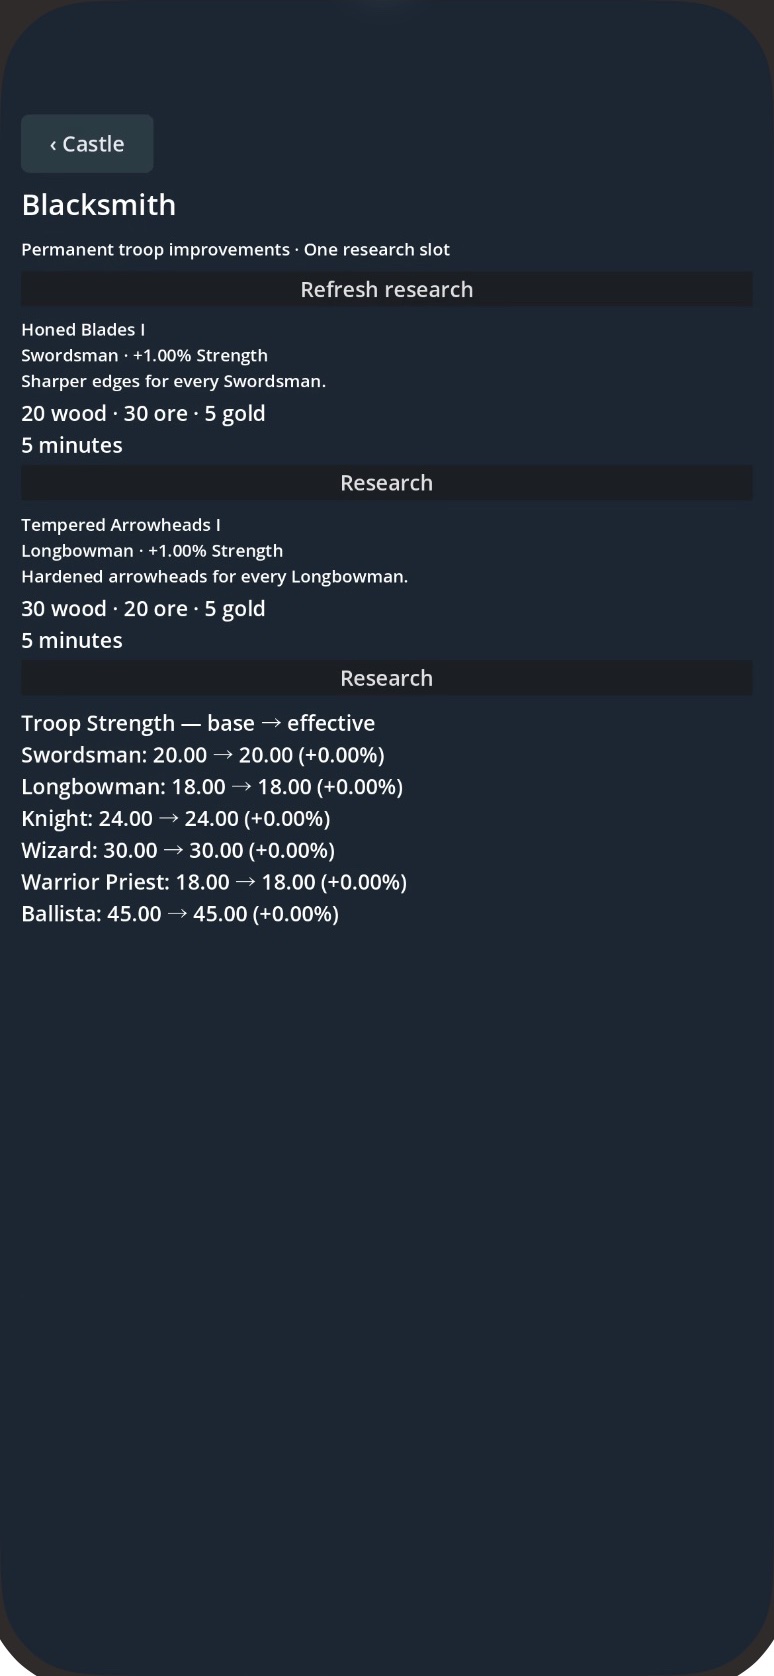 ‹ Castle
Blacksmith
Permanent troop improvements · One research slot
Refresh research
Honed Blades I
Swordsman · +1.00% Strength
Sharper edges for every Swordsman.
20 wood · 30 ore · 5 gold
5 minutes
Research
Tempered Arrowheads I
Longbowman · +1.00% Strength
Hardened arrowheads for every Longbowman.
30 wood · 20 ore · 5 gold
5 minutes
Research
Troop Strength — base → effective
Swordsman: 20.00 → 20.00 (+0.00%)
Longbowman: 18.00 → 18.00 (+0.00%)
Knight: 24.00 → 24.00 (+0.00%)
Wizard: 30.00 → 30.00 (+0.00%)
Warrior Priest: 18.00 → 18.00 (+0.00%)
Ballista: 45.00 → 45.00 (+0.00%)